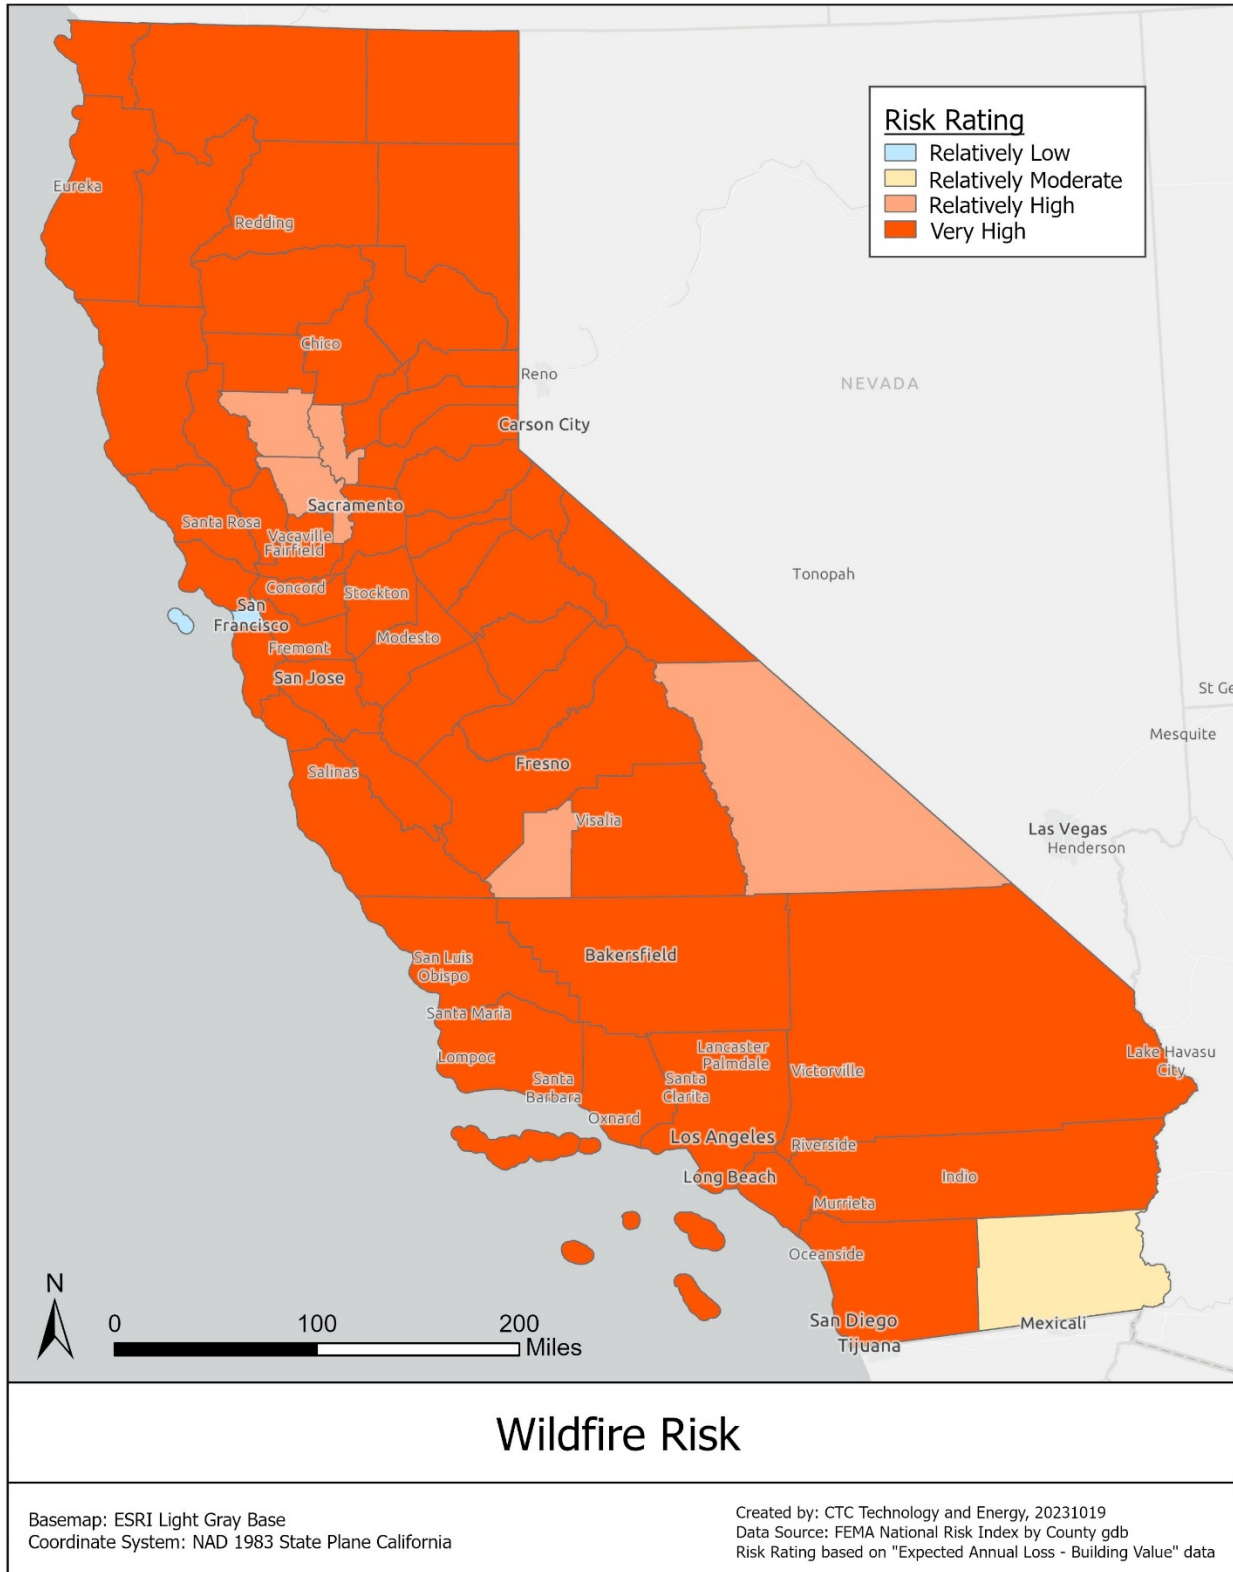 Risk Rating
Relatively Low
Relatively Moderate
Relatively High
Very High
Eureka
Redding
Chico
Reno
NEVADA
Carson City
Sacramento
Santa Rosa
Vacaville
Fairfield
Tonopah
Concord
Stockton
San
Francisco
Modesto
Fremont
San Jose
St Ge
Mesquite
Fresno
Salinas
Visalia
Las Vegas
Henderson
Bakersfield
San Luis
Obispo
Santa Maria
Lompoc
Lancaster
Palmdale
Lake Havasu
City
Victorville
Santa
Barbara
Santa
Clarita
Oxnard
Los Angeles
Riverside
Long Beach
Indio
Murrieta
Oceanside
San Diego
Tijuana
Mexicali
N
0 100 200
Miles
Wildfire Risk
Basemap: ESRI Light Gray Base
Coordinate System: NAD 1983 State Plane California
Created by: CTC Technology and Energy, 20231019
Data Source: FEMA National Risk Index by County gdb
Risk Rating based on "Expected Annual Loss - Building Value" data